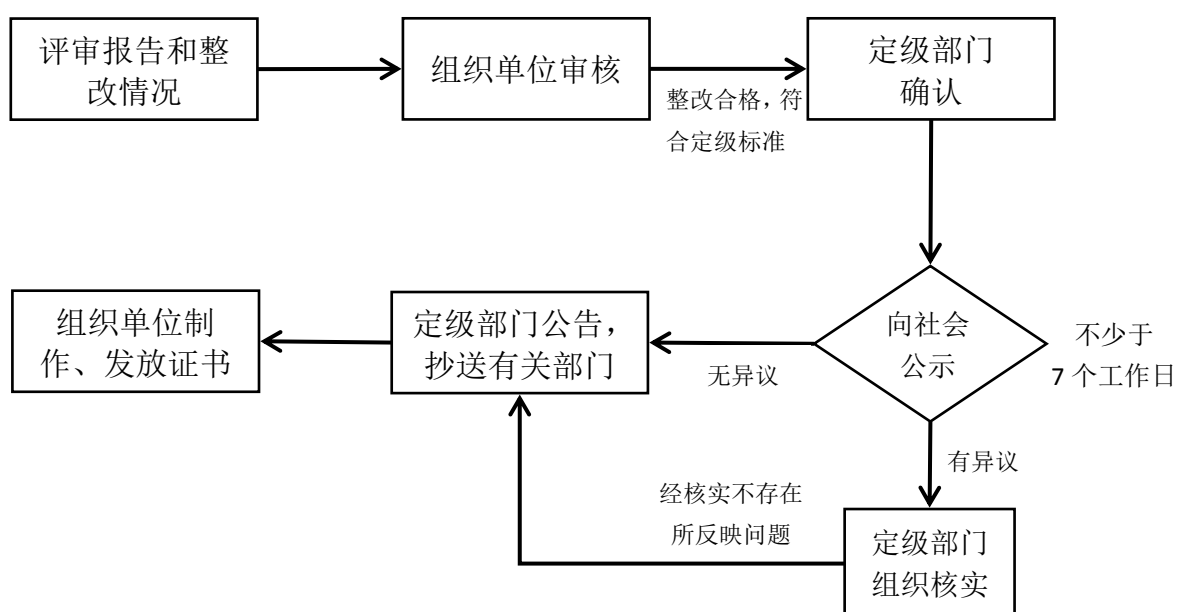 评审报告和整
改情况
组织单位审核
整改合格，符
合定级标准
定级部门
确认
向社会
公示
不少于
7 个工作日
无异议
定级部门公告，
抄送有关部门
组织单位制
作、发放证书
有异议
定级部门
组织核实
经核实不存在
所反映问题